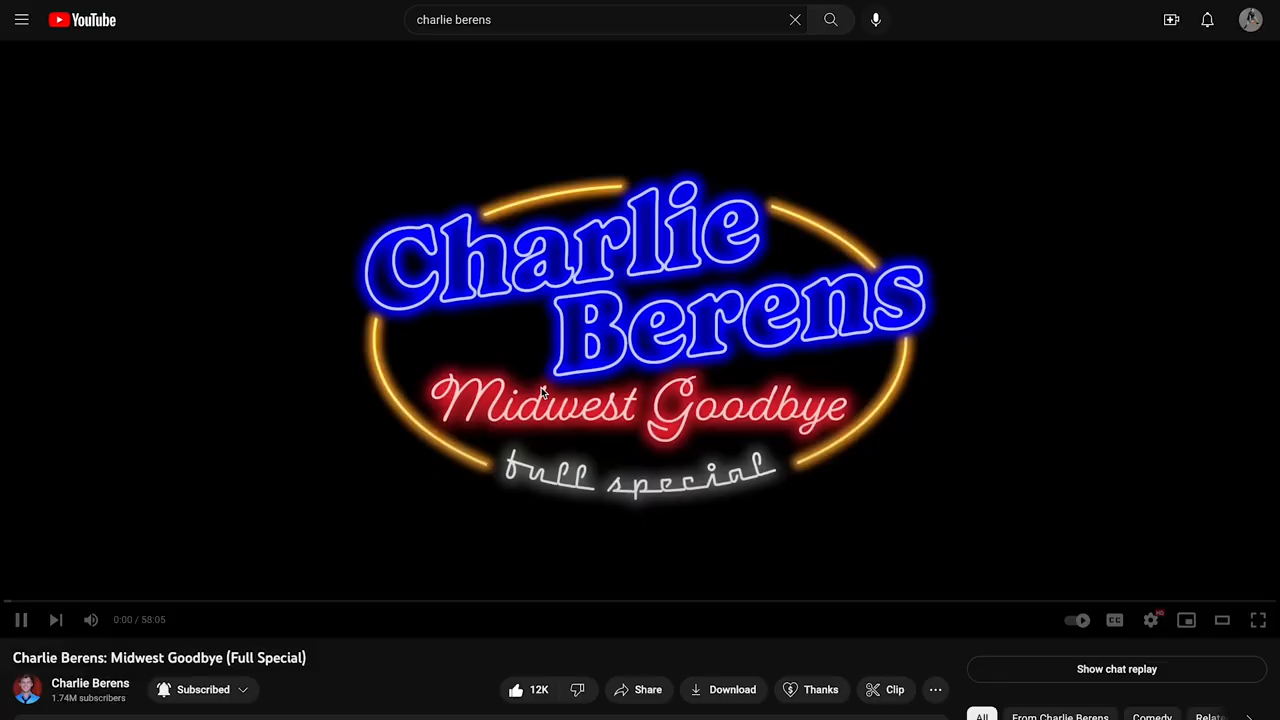 YouTube
charlie berens
Charlie
Berens
Midwest Goodbye
full special
0:00 / 58:05
CC
HD
Charlie Berens: Midwest Goodbye (Full Special)
Charlie Berens
1.74M subscribers
Subscribed
12K
Share
Download
Thanks
Clip
Show chat replay
All
From Charlie Berens
Comedy